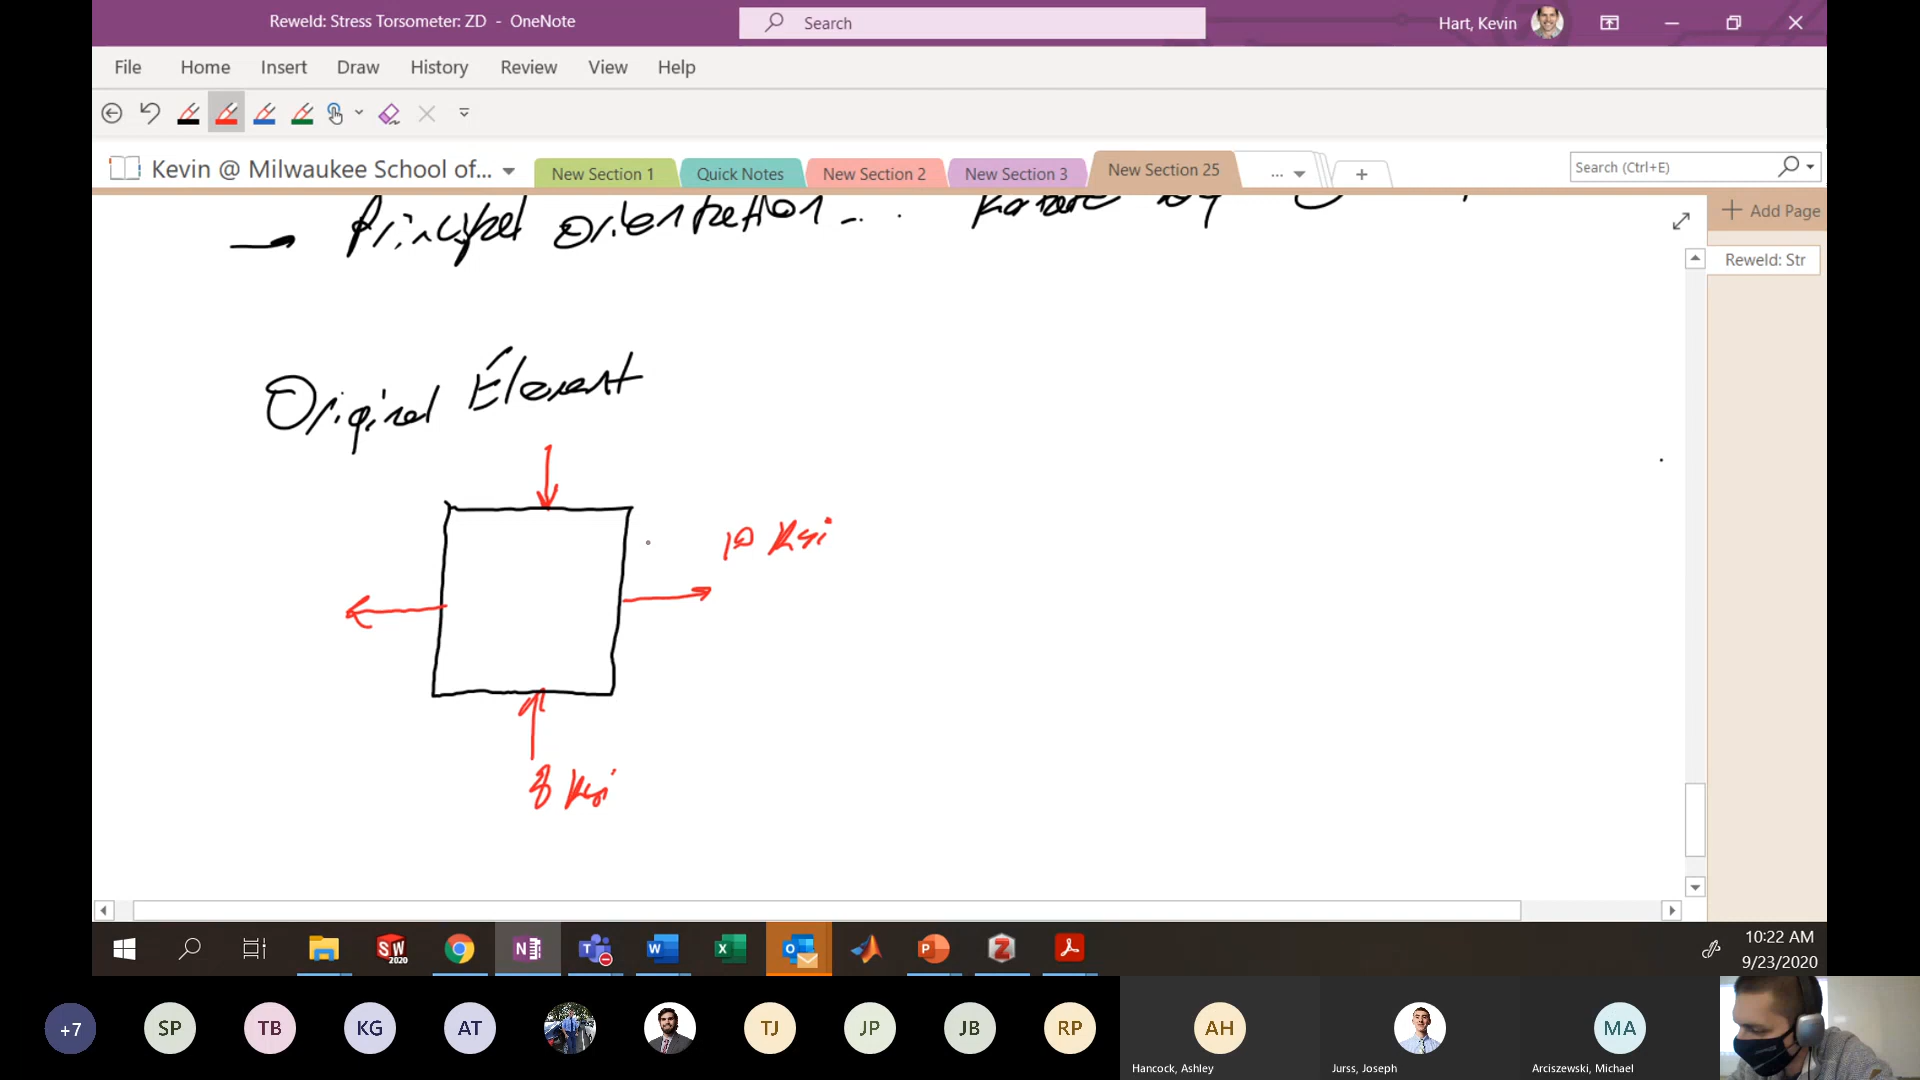 Reweld: Stress Torsometer: ZD - OneNote
Search
Hart, Kevin
File Home Insert Draw History Review View Help
Kevin @ Milwaukee School of...
New Section 1
Quick Notes
New Section 2
New Section 3
New Section 25
...
Search (Ctrl+E)
Add Page
Reweld: Str
→ Principal orientation...
Original Element
10 Ksi
8 Ksi
SW
2020
N
W
X
P
Z
10:22 AM
9/23/2020
+7
SP
TB
KG
AT
TJ
JP
JB
RP
AH
MA
Hancock, Ashley
Jurss, Joseph
Arciszewski, Michael